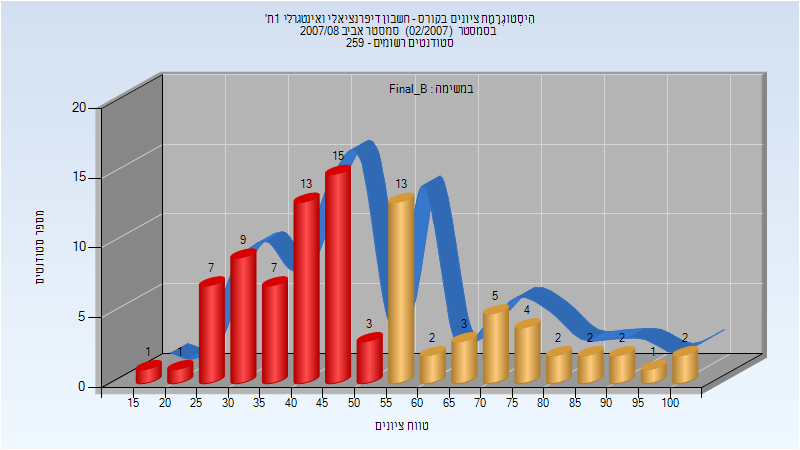 היסטוגרמת ציונים בקורס - חשבון דיפרנציאלי ואינטגרלי 1ת'
בסמסטר (02/2007) סמסטר אביב 2007/08
סטודנטים רשומים - 259
במשימה : Final_B
מספר סטודנטים
20
15
10
5
0
1 1 7 9 7 13 15 3 13 2 3 5 4 2 2 2 1 2
15 20 25 30 35 40 45 50 55 60 65 70 75 80 85 90 95 100
טווח ציונים